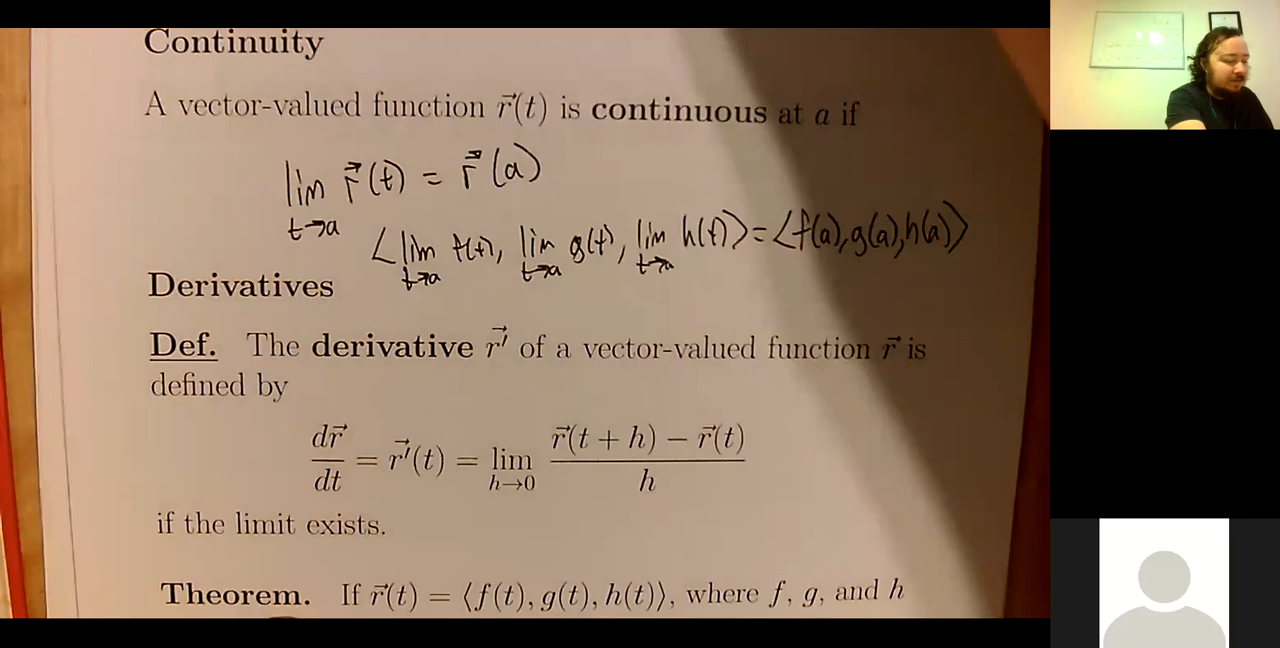 Continuity
A vector-valued function r⃗(t) is continuous at a if
lim r⃗(t) = r⃗(a)
t→a
⟨lim f(t), lim g(t), lim h(t)⟩ = ⟨f(a), g(a), h(a)⟩
t→a t→a t→a
Derivatives
Def. The derivative r⃗′ of a vector-valued function r⃗ is
defined by
dr⃗/dt = r⃗′(t) = lim h→0 (r⃗(t + h) − r⃗(t))/h
if the limit exists.
Theorem. If r⃗(t) = ⟨f(t), g(t), h(t)⟩, where f, g, and h